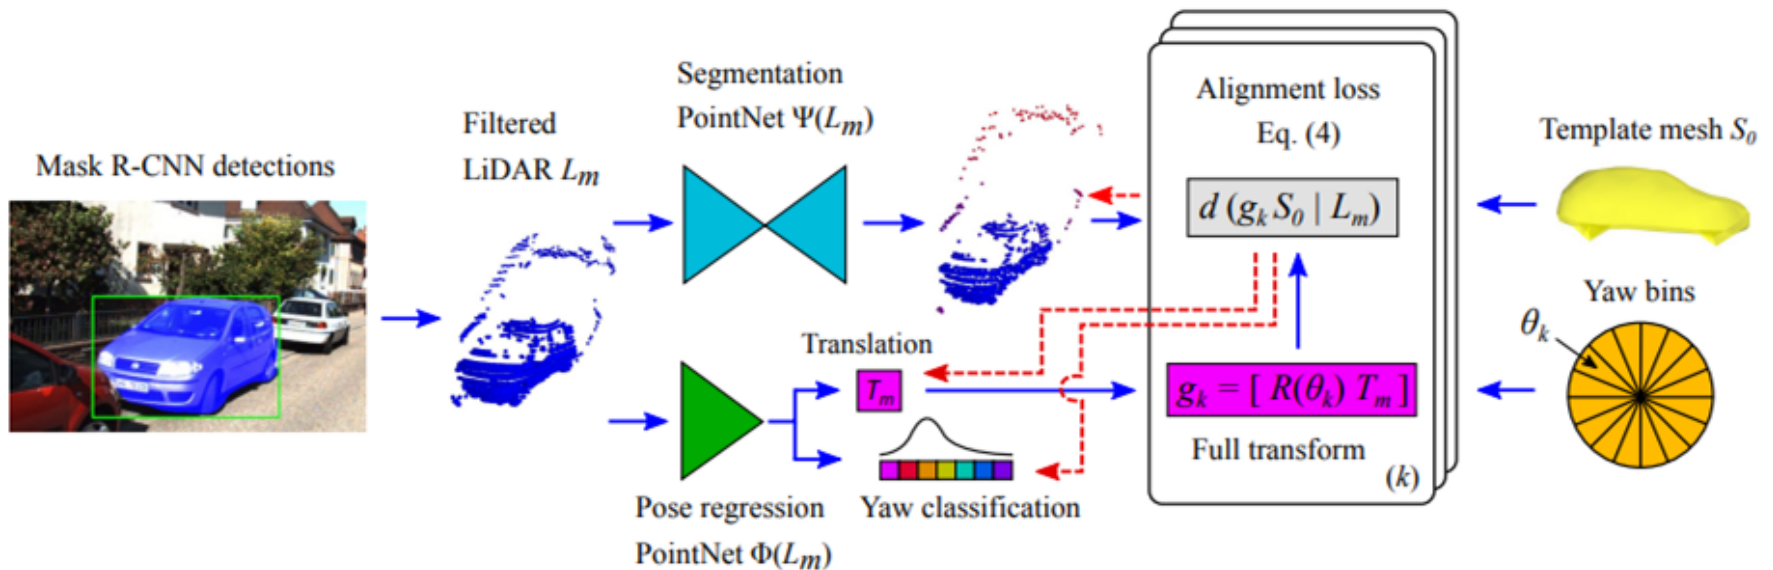 Mask R-CNN detections
Filtered
LiDAR Lm
Segmentation
PointNet Ψ(Lm)
Translation
Tm
Pose regression
PointNet Φ(Lm)
Yaw classification
Alignment loss
Eq. (4)
d (gk S0 | Lm)
gk = [ R(θk) Tm ]
Full transform
(k)
Template mesh S0
Yaw bins
θk